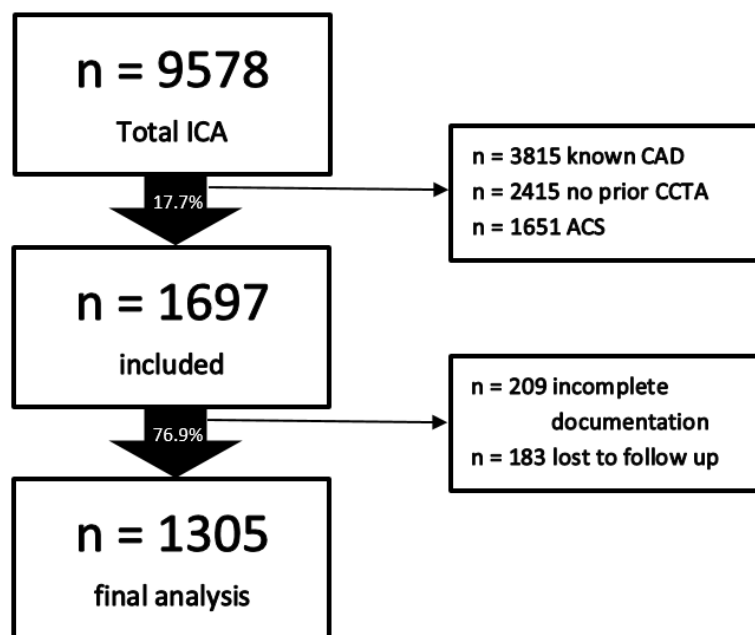 n = 9578
Total ICA
17.7%
n = 3815 known CAD
n = 2415 no prior CCTA
n = 1651 ACS
n = 1697
included
76.9%
n = 209 incomplete
documentation
n = 183 lost to follow up
n = 1305
final analysis